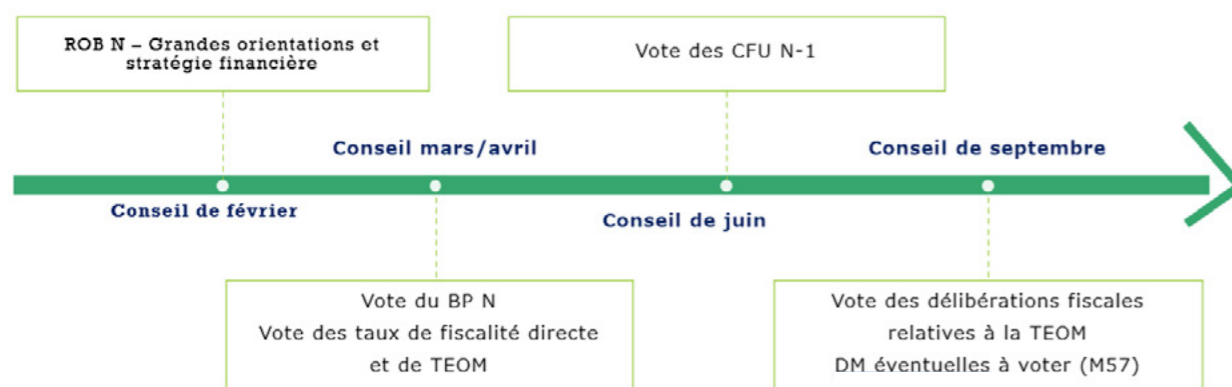 ROB N – Grandes orientations et
stratégie financière
Vote des CFU N-1
Conseil mars/avril
Conseil de septembre
Conseil de février
Conseil de juin
Vote du BP N
Vote des taux de fiscalité directe
et de TEOM
Vote des délibérations fiscales
relatives à la TEOM
DM éventuelles à voter (M57)